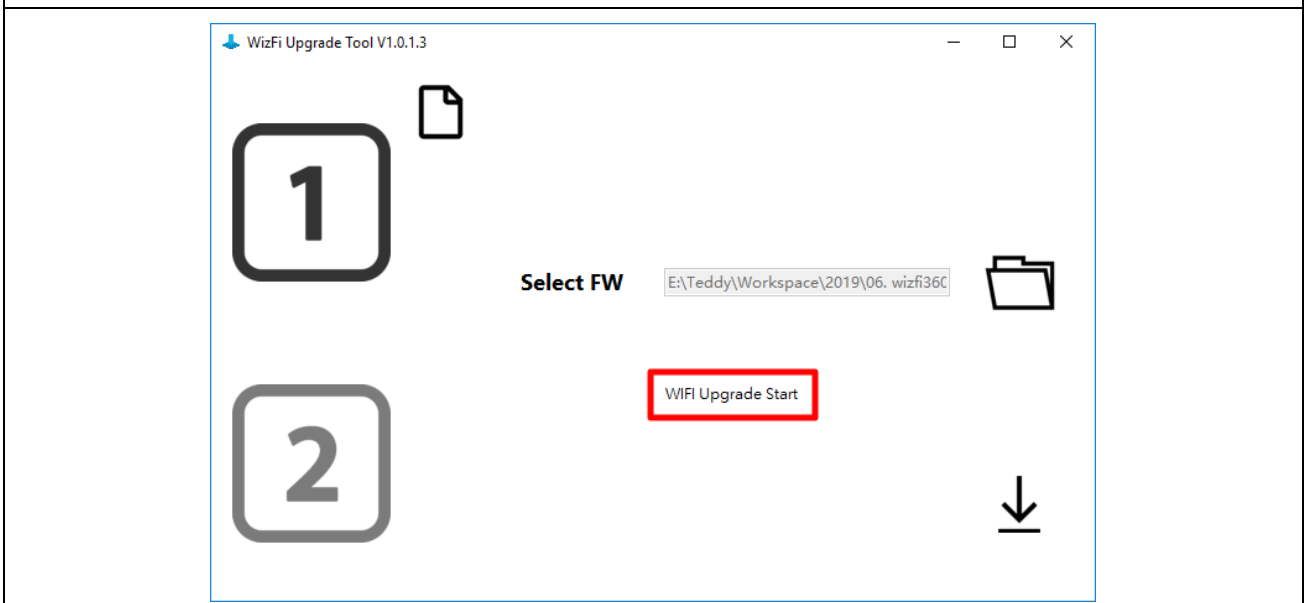 WizFi Upgrade Tool V1.0.1.3
1
Select FW
E:\Teddy\Workspace\2019\06. wizfi360
WIFI Upgrade Start
2